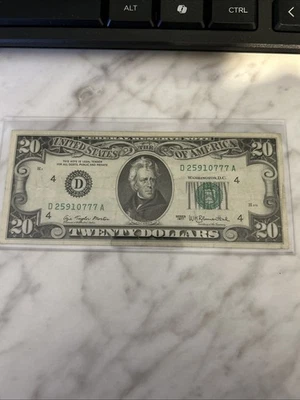 ALT
CTRL
FEDERAL RESERVE NOTE
20 THE UNITED STATES OF AMERICA 20
THIS NOTE IS LEGAL TENDER
FOR ALL DEBTS, PUBLIC AND PRIVATE
D 25910777 A
4 D 4
WASHINGTON, D.C.
D 25910777 A
4 4
20 TWENTY DOLLARS 20